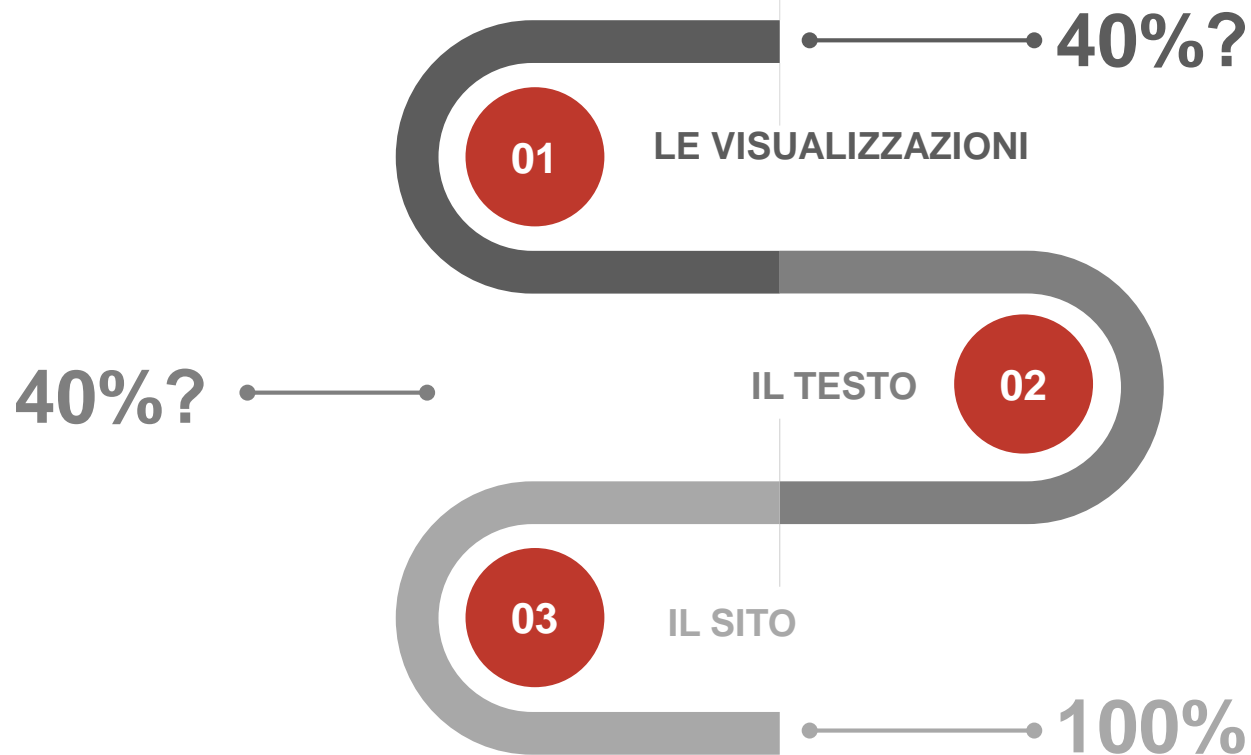 40%?
01
LE VISUALIZZAZIONI
40%?
IL TESTO
02
03
IL SITO
100%